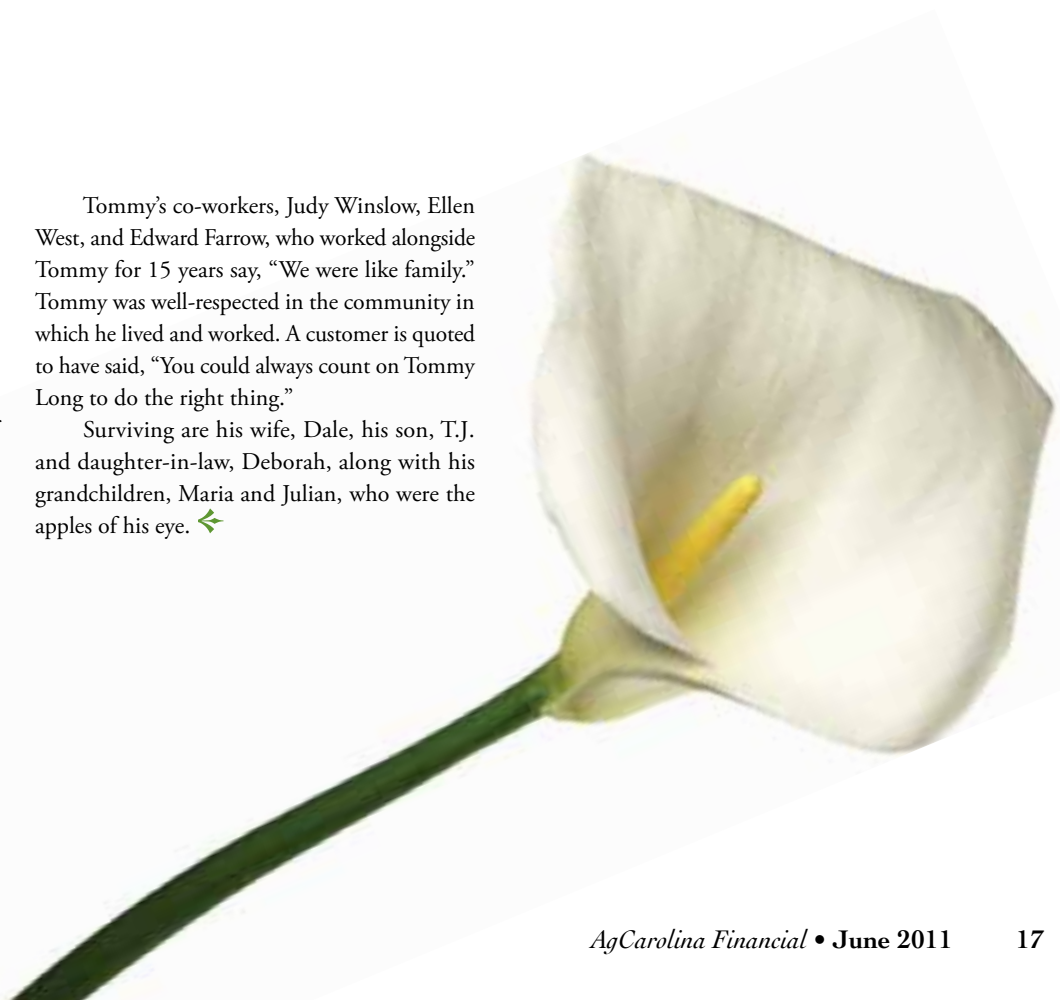 Tommy’s co-workers, Judy Winslow, Ellen
West, and Edward Farrow, who worked alongside
Tommy for 15 years say, “We were like family.”
Tommy was well-respected in the community in
which he lived and worked. A customer is quoted
to have said, “You could always count on Tommy
Long to do the right thing.”
Surviving are his wife, Dale, his son, T.J.
and daughter-in-law, Deborah, along with his
grandchildren, Maria and Julian, who were the
apples of his eye.
AgCarolina Financial • June 2011 17